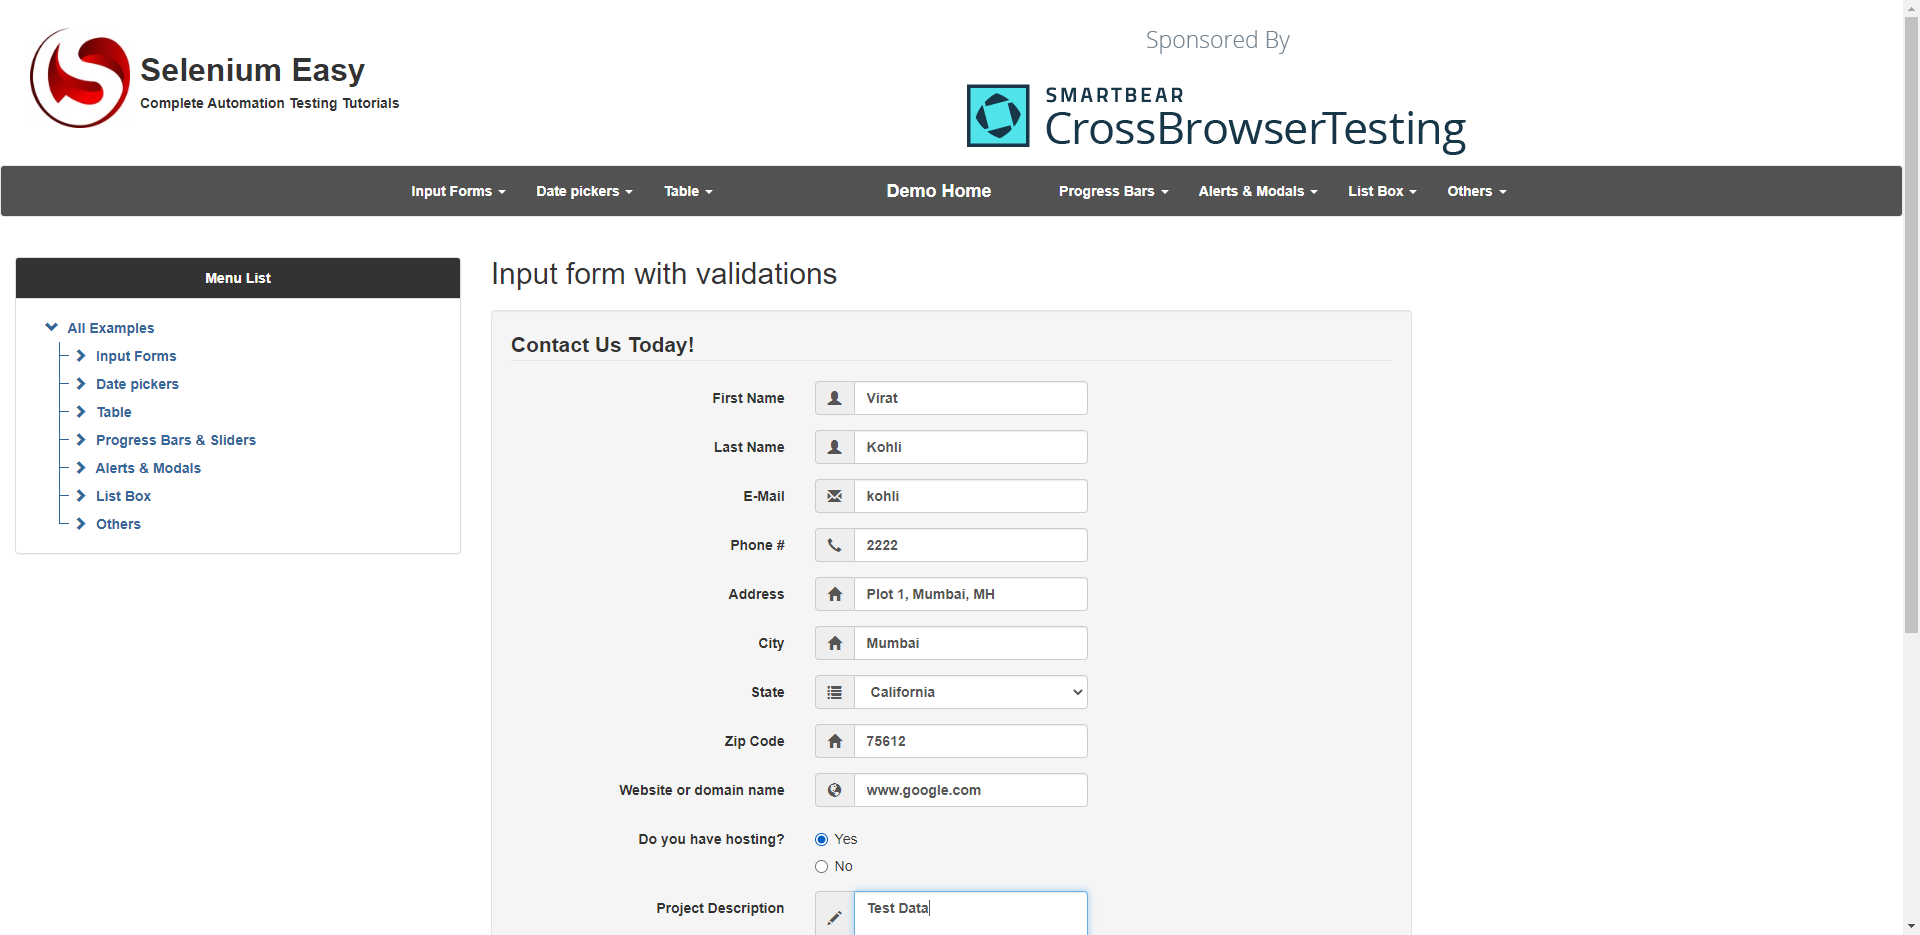 Selenium Easy
Complete Automation Testing Tutorials
Sponsored By
SMARTBEAR
CrossBrowserTesting
Input Forms
Date pickers
Table
Demo Home
Progress Bars
Alerts & Modals
List Box
Others
Menu List
All Examples
Input Forms
Date pickers
Table
Progress Bars & Sliders
Alerts & Modals
List Box
Others
Input form with validations
Contact Us Today!
First Name Virat
Last Name Kohli
E-Mail kohli
Phone # 2222
Address Plot 1, Mumbai, MH
City Mumbai
State California
Zip Code 75612
Website or domain name www.google.com
Do you have hosting? Yes
No
Project Description Test Data